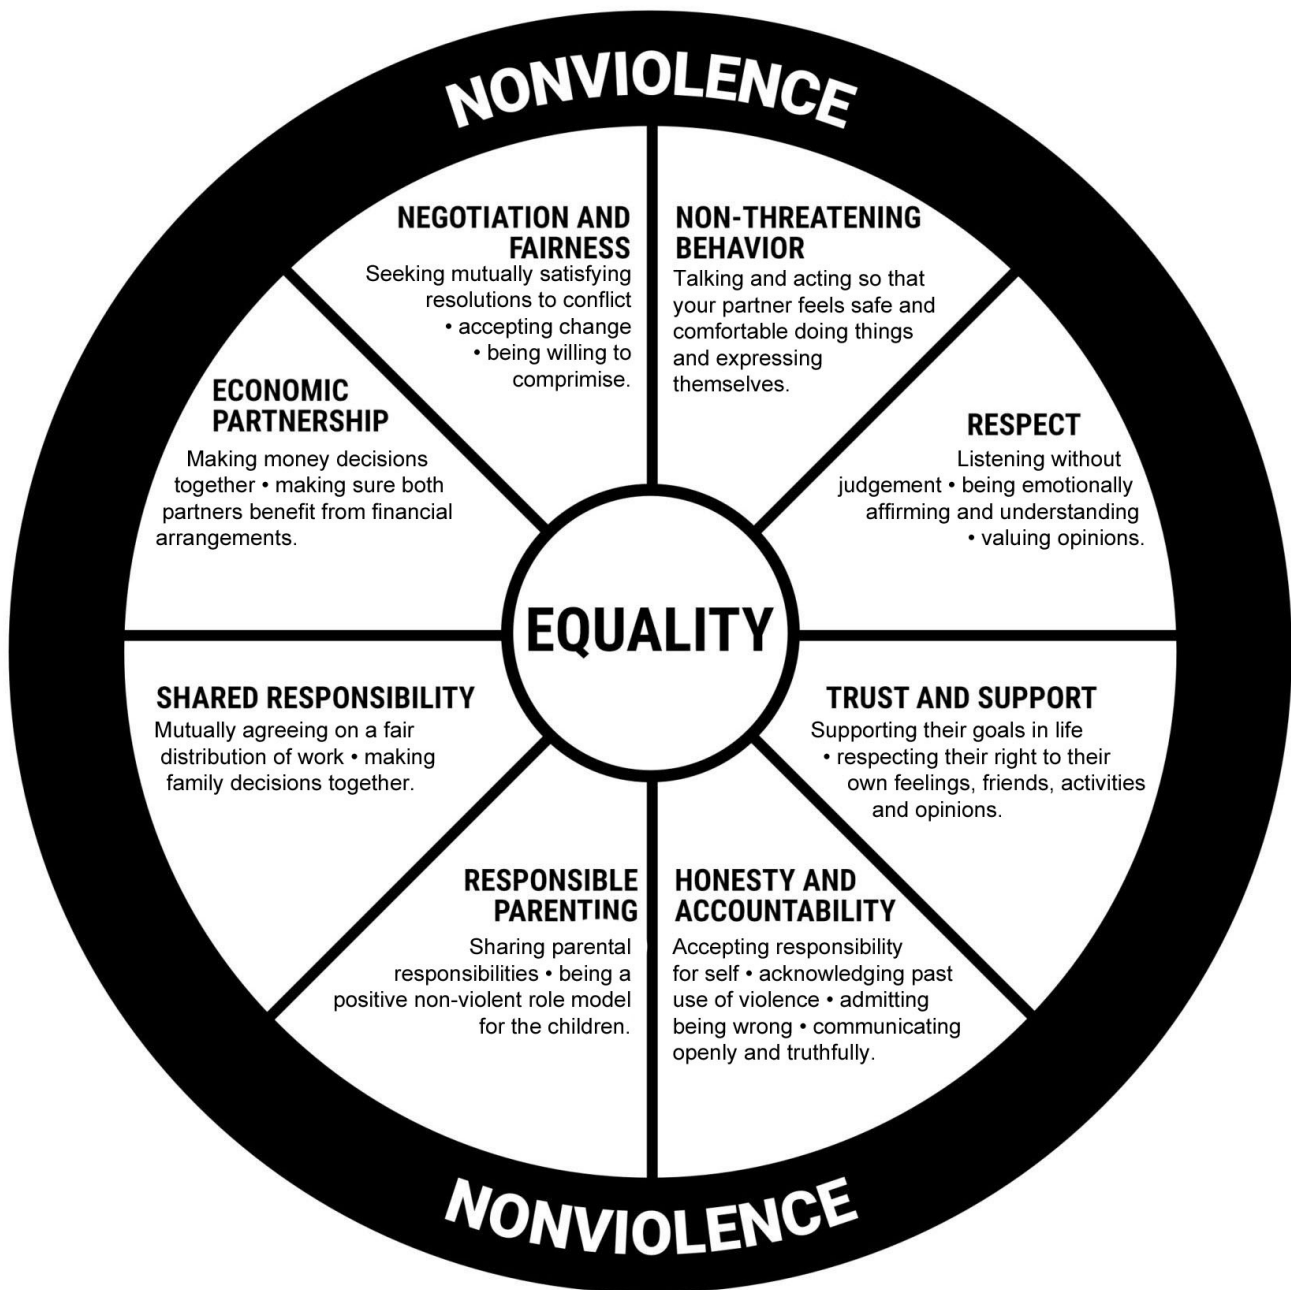 NONVIOLENCE
NEGOTIATION AND
FAIRNESS
Seeking mutually satisfying
resolutions to conflict
• accepting change
• being willing to
comprimise.
NON-THREATENING
BEHAVIOR
Talking and acting so that
your partner feels safe and
comfortable doing things
and expressing
themselves.
ECONOMIC
PARTNERSHIP
Making money decisions
together • making sure both
partners benefit from financial
arrangements.
RESPECT
Listening without
judgement • being emotionally
affirming and understanding
• valuing opinions.
EQUALITY
SHARED RESPONSIBILITY
Mutually agreeing on a fair
distribution of work • making
family decisions together.
TRUST AND SUPPORT
Supporting their goals in life
• respecting their right to their
own feelings, friends, activities
and opinions.
RESPONSIBLE
PARENTING
Sharing parental
responsibilities • being a
positive non-violent role model
for the children.
HONESTY AND
ACCOUNTABILITY
Accepting responsibility
for self • acknowledging past
use of violence • admitting
being wrong • communicating
openly and truthfully.
NONVIOLENCE